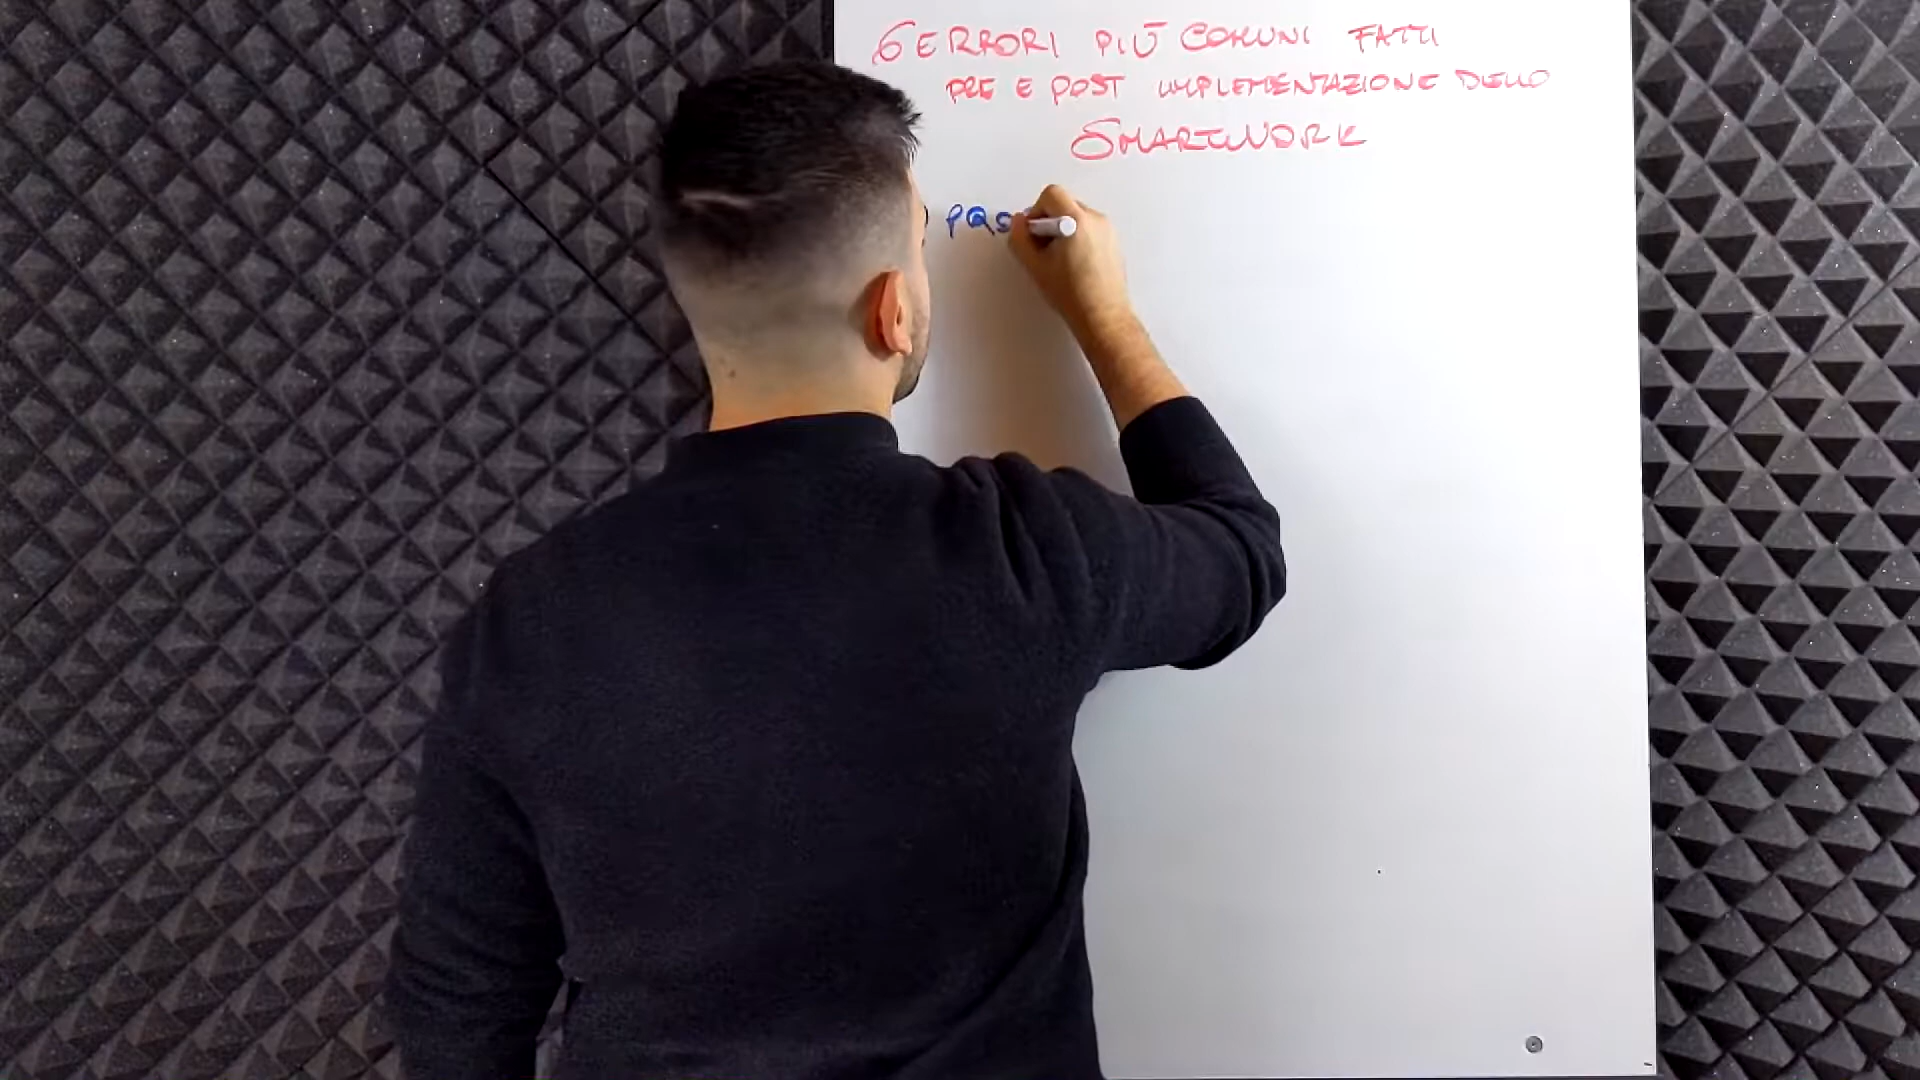 6 ERRORI PIÙ COMUNI FATTI
PRE E POST IMPLEMENTAZIONE DELLO
SMARTWORK